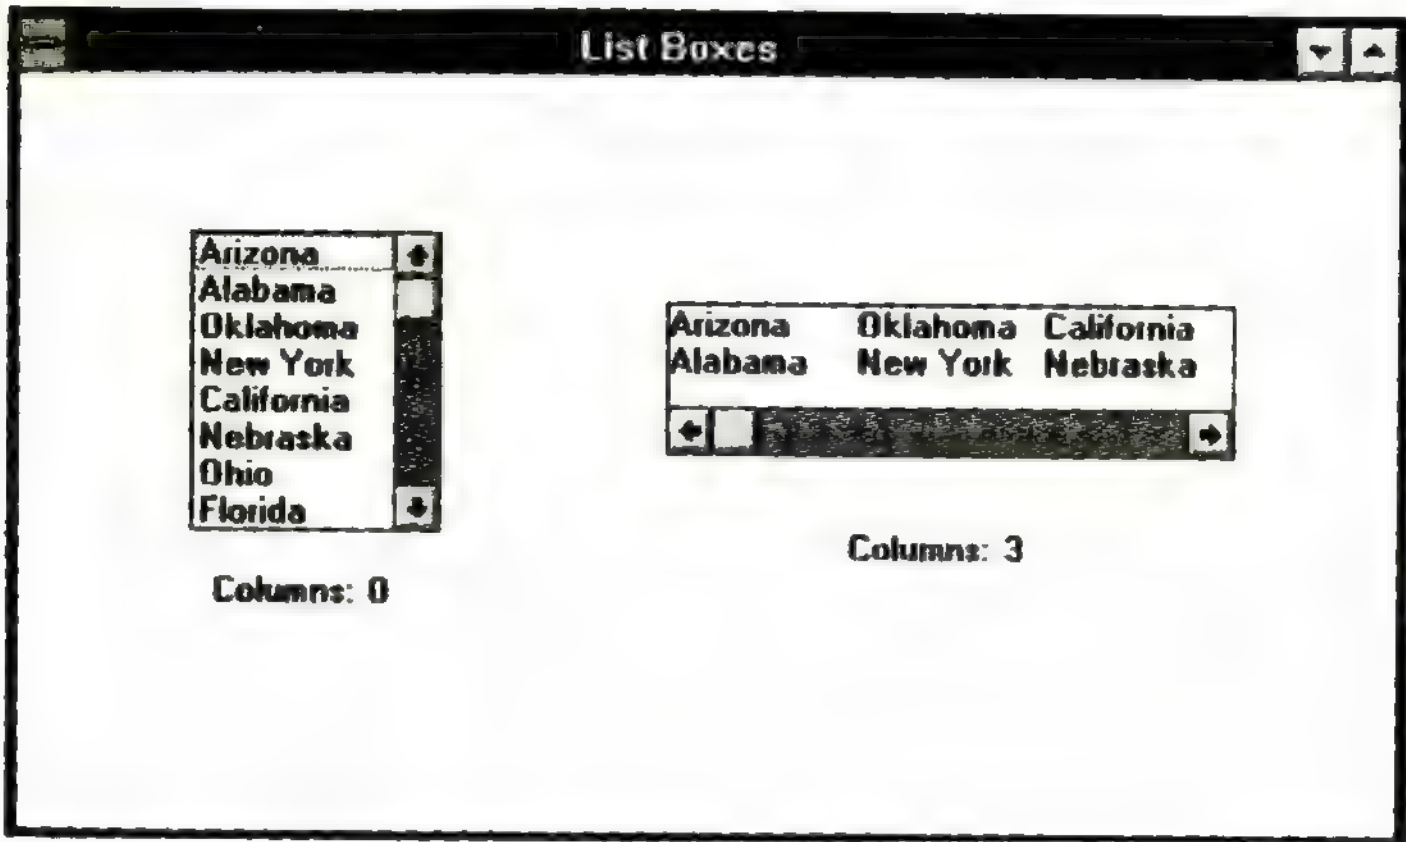 List Boxes
Arizona
Alabama
Oklahoma
New York
California
Nebraska
Ohio
Florida
Columns: 0
Arizona Oklahoma California
Alabama New York Nebraska
Columns: 3